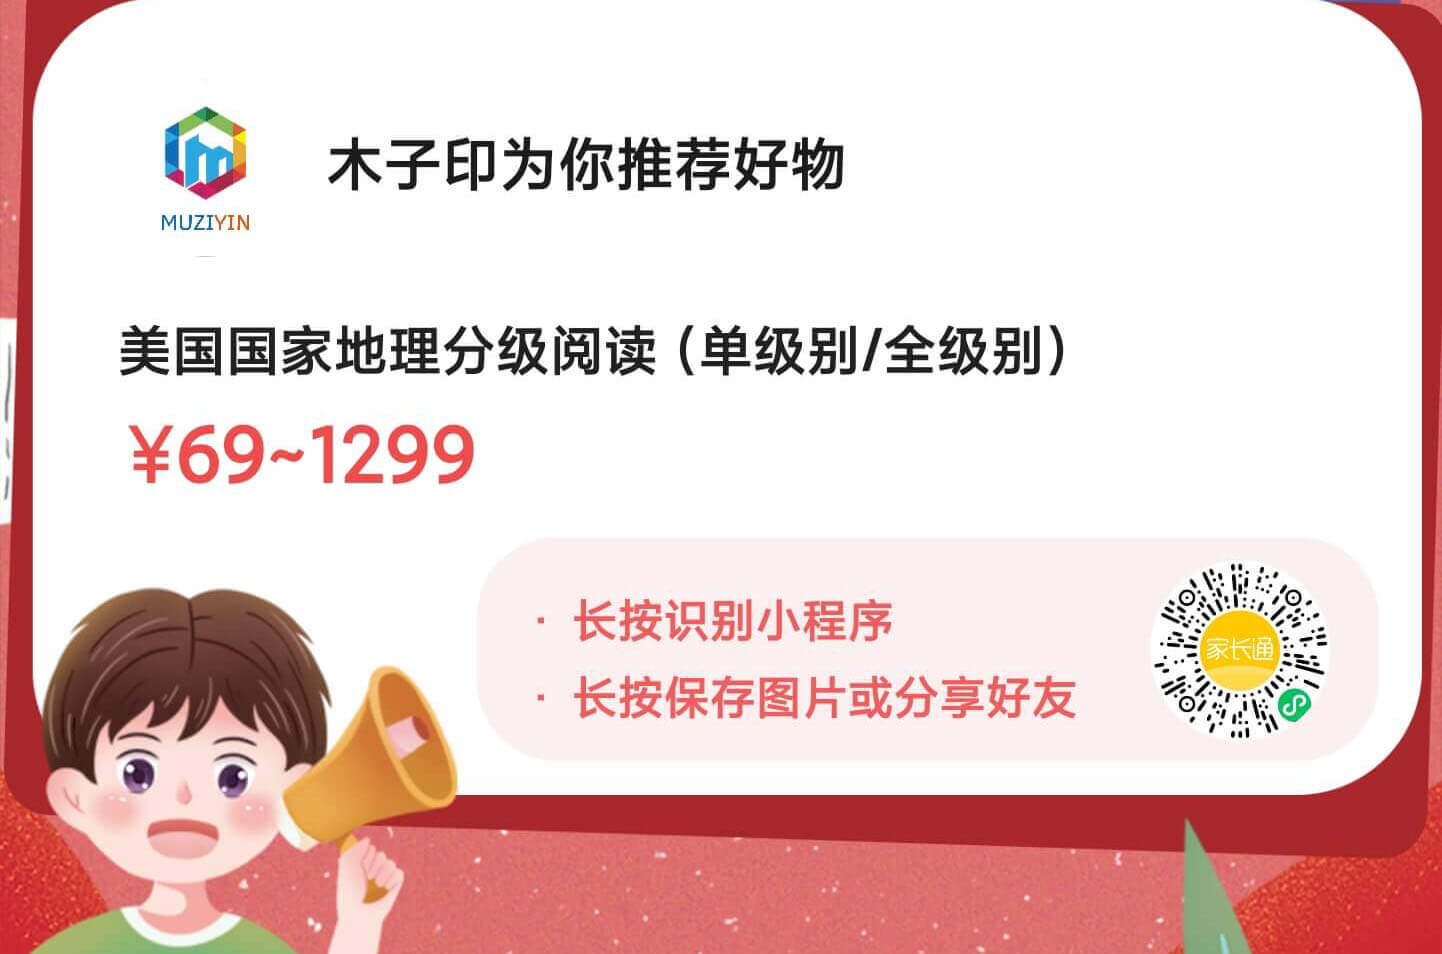 MUZIYIN
木子印为你推荐好物
美国国家地理分级阅读(单级别/全级别)
¥69~1299
· 长按识别小程序
· 长按保存图片或分享好友
家长通